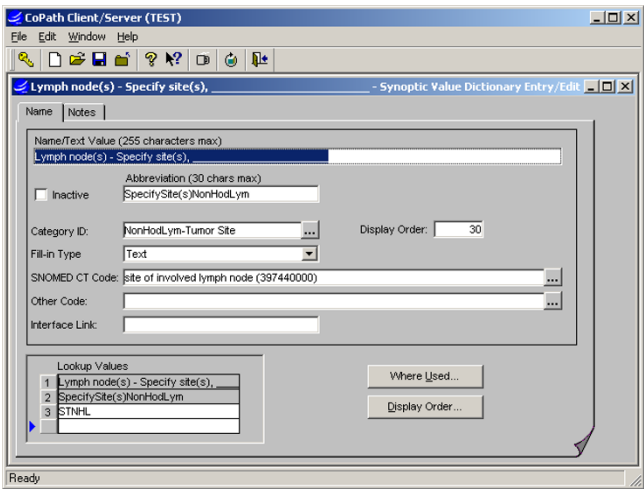 CoPath Client/Server (TEST)
File Edit Window Help
Lymph node(s) - Specify site(s), ________________________ - Synoptic Value Dictionary Entry/Edit
Name Notes
Name/Text Value (255 characters max)
Lymph node(s) - Specify site(s), ________________________
Abbreviation (30 chars max)
Inactive SpecifySite(s)NonHodLym
Category ID: NonHodLym-Tumor Site ... Display Order: 30
Fill-in Type Text
SNOMED CT Code: site of involved lymph node (397440000) ...
Other Code: ...
Interface Link:
Lookup Values
1 Lymph node(s) - Specify site(s), ____
2 SpecifySite(s)NonHodLym
3 STNHL
Where Used...
Display Order...
Ready